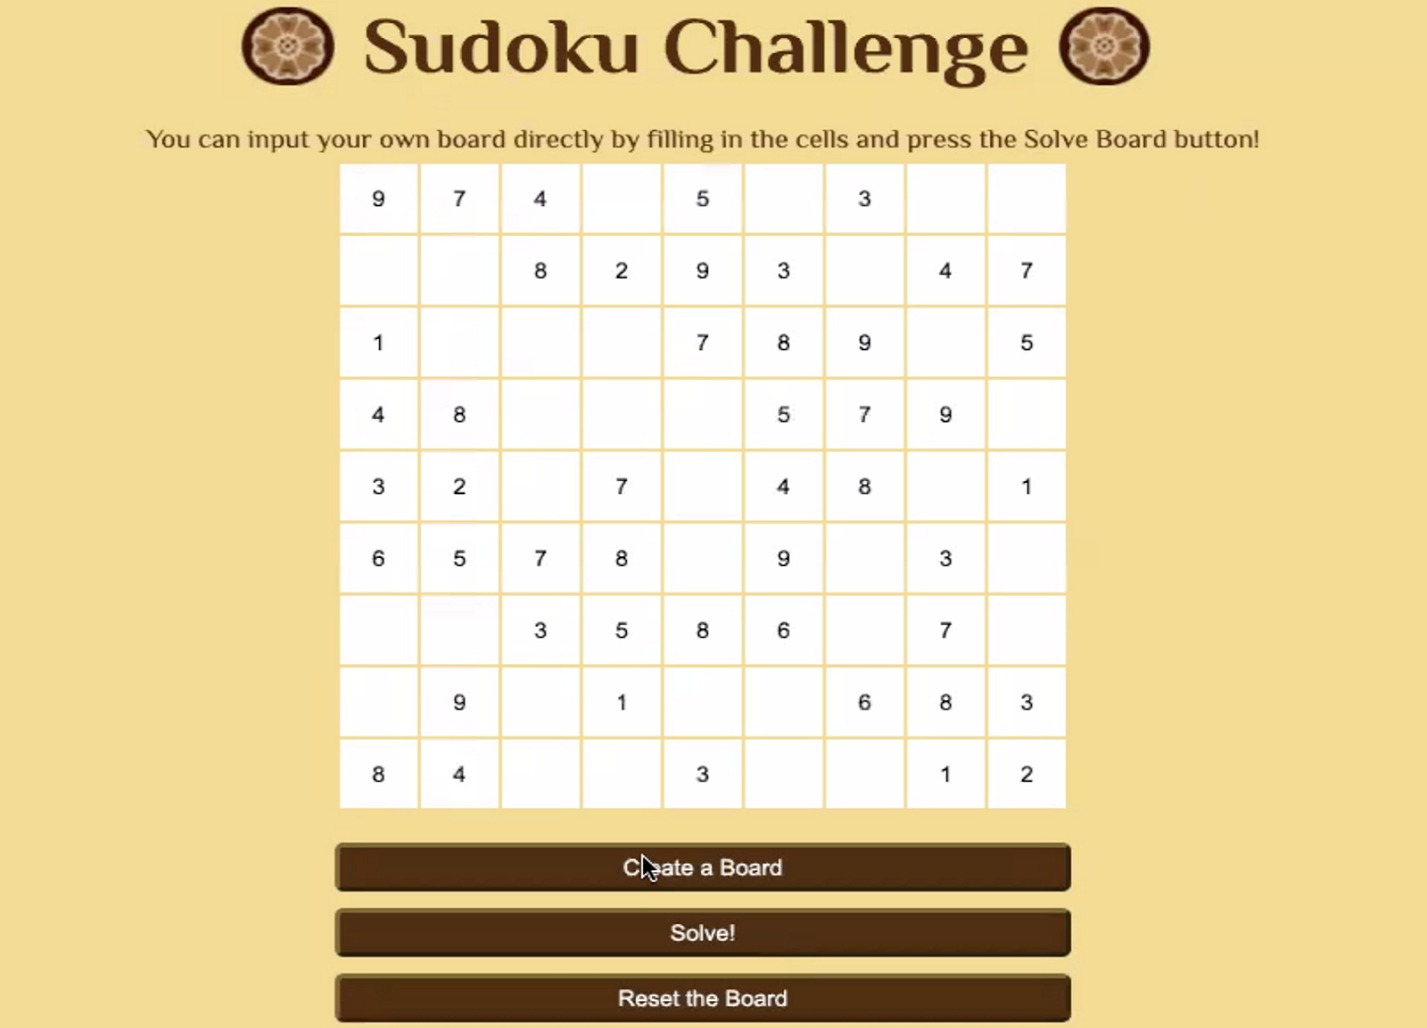 Sudoku Challenge
You can input your own board directly by filling in the cells and press the Solve Board button!
9 7 4 5 3
8 2 9 3 4 7
1 7 8 9 5
4 8 5 7 9
3 2 7 4 8 1
6 5 7 8 9 3
3 5 8 6 7
9 1 6 8 3
8 4 3 1 2
Create a Board
Solve!
Reset the Board